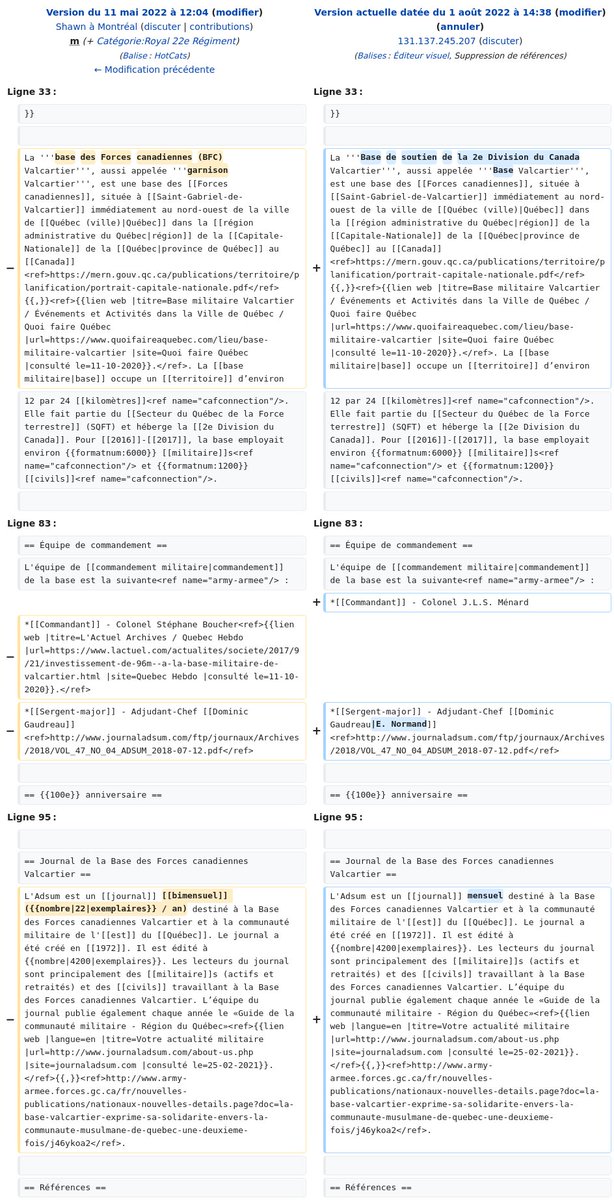 Version du 11 mai 2022 à 12:04 (modifier)
Shawn à Montréal (discuter | contributions)
m (+ Catégorie:Royal 22e Régiment)
(Balise : HotCats)
← Modification précédente
Version actuelle datée du 1 août 2022 à 14:38 (modifier)
(annuler)
131.137.245.207 (discuter)
(Balises : Éditeur visuel, Suppression de références)
Ligne 33 :
}}
− La '''base des Forces canadiennes (BFC)
Valcartier''', aussi appelée '''garnison
Valcartier''', est une base des [[Forces
canadiennes]], située à [[Saint-Gabriel-de-
Valcartier]] immédiatement au nord-ouest de la ville
de [[Québec (ville)|Québec]] dans la [[région
administrative du Québec|région]] de la [[Capitale-
Nationale]] de la [[Québec|province de Québec]] au
[[Canada]]
<ref>https://mern.gouv.qc.ca/publications/territoire/p
lanification/portrait-capitale-nationale.pdf</ref>
{{,}}<ref>{{lien web |titre=Base militaire Valcartier
/ Événements et Activités dans la Ville de Québec /
Quoi faire Québec
|url=https://www.quoifaireaquebec.com/lieu/base-
militaire-valcartier |site=Quoi faire Québec
|consulté le=11-10-2020}}.</ref>. La [[base
militaire|base]] occupe un [[territoire]] d’environ
12 par 24 [[kilomètres]]<ref name="cafconnection"/>.
Elle fait partie du [[Secteur du Québec de la Force
terrestre]] (SQFT) et héberge la [[2e Division du
Canada]]. Pour [[2016]]-[[2017]], la base employait
environ {{formatnum:6000}} [[militaire]]s<ref
name="cafconnection"/> et {{formatnum:1200}}
[[civils]]<ref name="cafconnection"/>.
Ligne 33 :
}}
+ La '''Base de soutien de la 2e Division du Canada
Valcartier''', aussi appelée '''Base Valcartier''',
est une base des [[Forces canadiennes]], située à
[[Saint-Gabriel-de-Valcartier]] immédiatement au nord-
ouest de la ville de [[Québec (ville)|Québec]] dans
la [[région administrative du Québec|région]] de la
[[Capitale-Nationale]] de la [[Québec|province de
Québec]] au [[Canada]]
<ref>https://mern.gouv.qc.ca/publications/territoire/p
lanification/portrait-capitale-nationale.pdf</ref>
{{,}}<ref>{{lien web |titre=Base militaire Valcartier
/ Événements et Activités dans la Ville de Québec /
Quoi faire Québec
|url=https://www.quoifaireaquebec.com/lieu/base-
militaire-valcartier |site=Quoi faire Québec
|consulté le=11-10-2020}}.</ref>. La [[base
militaire|base]] occupe un [[territoire]] d’environ
12 par 24 [[kilomètres]]<ref name="cafconnection"/>.
Elle fait partie du [[Secteur du Québec de la Force
terrestre]] (SQFT) et héberge la [[2e Division du
Canada]]. Pour [[2016]]-[[2017]], la base employait
environ {{formatnum:6000}} [[militaire]]s<ref
name="cafconnection"/> et {{formatnum:1200}}
[[civils]]<ref name="cafconnection"/>.
Ligne 83 :
== Équipe de commandement ==
L'équipe de [[commandement militaire|commandement]]
de la base est la suivante<ref name="army-armee"/> :
− *[[Commandant]] - Colonel Stéphane Boucher<ref>{{lien
web |titre=L'Actuel Archives / Quebec Hebdo
|url=https://www.lactuel.com/actualites/societe/2017/9
/21/investissement-de-96m--a-la-base-militaire-de-
valcartier.html |site=Quebec Hebdo |consulté le=11-10-
2020}}.</ref>
− *[[Sergent-major]] - Adjudant-Chef [[Dominic
Gaudreau]]
<ref>http://www.journaladsum.com/ftp/journaux/Archives
/2018/VOL_47_NO_04_ADSUM_2018-07-12.pdf</ref>
== {{100e}} anniversaire ==
Ligne 83 :
== Équipe de commandement ==
L'équipe de [[commandement militaire|commandement]]
de la base est la suivante<ref name="army-armee"/> :
+ *[[Commandant]] - Colonel J.L.S. Ménard
+ *[[Sergent-major]] - Adjudant-Chef [[Dominic
Gaudreau|E. Normand]]
<ref>http://www.journaladsum.com/ftp/journaux/Archives
/2018/VOL_47_NO_04_ADSUM_2018-07-12.pdf</ref>
== {{100e}} anniversaire ==
Ligne 95 :
== Journal de la Base des Forces canadiennes
Valcartier ==
− L'Adsum est un [[journal]] [[bimensuel]]
({{nombre|22|exemplaires}} / an) destiné à la Base
des Forces canadiennes Valcartier et à la communauté
militaire de l'[[est]] du [[Québec]]. Le journal a
été créé en [[1972]]. Il est édité à
{{nombre|4200|exemplaires}}. Les lecteurs du journal
sont principalement des [[militaire]]s (actifs et
retraités) et des [[civils]] travaillant à la Base
des Forces canadiennes Valcartier. L’équipe du
journal publie également chaque année le «Guide de la
communauté militaire - Région du Québec»<ref>{{lien
web |langue=en |titre=Votre actualité militaire
|url=http://www.journaladsum.com/about-us.php
|site=journaladsum.com |consulté le=25-02-2021}}.
</ref>{{,}}<ref>http://www.army-
armee.forces.gc.ca/fr/nouvelles-
publications/nationaux-nouvelles-details.page?doc=la-
base-valcartier-exprime-sa-solidarite-envers-la-
communaute-musulmane-de-quebec-une-deuxieme-
fois/j46ykoa2</ref>.
== Références ==
Ligne 95 :
== Journal de la Base des Forces canadiennes
Valcartier ==
+ L'Adsum est un [[journal]] mensuel destiné à la Base
des Forces canadiennes Valcartier et à la communauté
militaire de l'[[est]] du [[Québec]]. Le journal a
été créé en [[1972]]. Il est édité à
{{nombre|4200|exemplaires}}. Les lecteurs du journal
sont principalement des [[militaire]]s (actifs et
retraités) et des [[civils]] travaillant à la Base
des Forces canadiennes Valcartier. L’équipe du
journal publie également chaque année le «Guide de la
communauté militaire - Région du Québec»<ref>{{lien
web |langue=en |titre=Votre actualité militaire
|url=http://www.journaladsum.com/about-us.php
|site=journaladsum.com |consulté le=25-02-2021}}.
</ref>{{,}}<ref>http://www.army-
armee.forces.gc.ca/fr/nouvelles-
publications/nationaux-nouvelles-details.page?doc=la-
base-valcartier-exprime-sa-solidarite-envers-la-
communaute-musulmane-de-quebec-une-deuxieme-
fois/j46ykoa2</ref>.
== Références ==